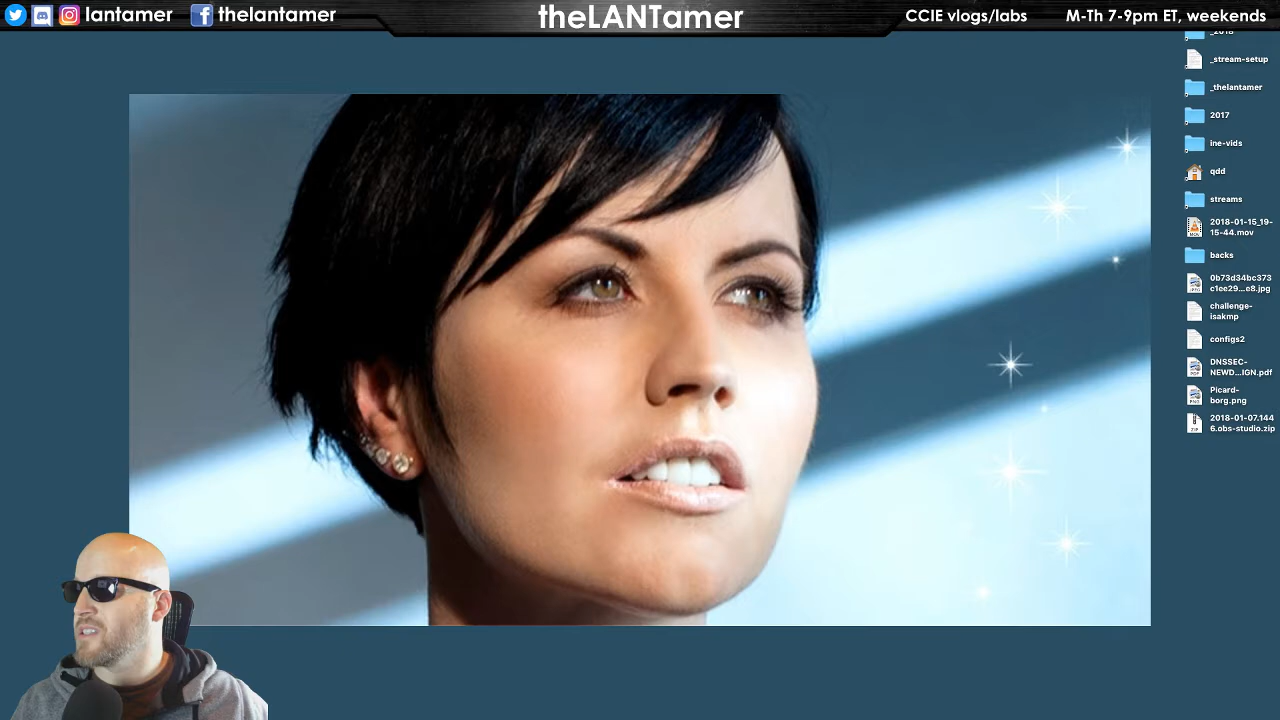 lantamer
thelantamer
theLANTamer
CCIE vlogs/labs
M-Th 7-9pm ET, weekends
_2018
_stream-setup
_thelantamer
2017
ine-vids
qdd
streams
2018-01-15_19-
15-44.mov
backs
0b73d34bc373
c1ee29...e8.jpg
challenge-
isakmp
configs2
DNSSEC-
NEWD...IGN.pdf
Picard-
borg.png
2018-01-07.144
6.obs-studio.zip